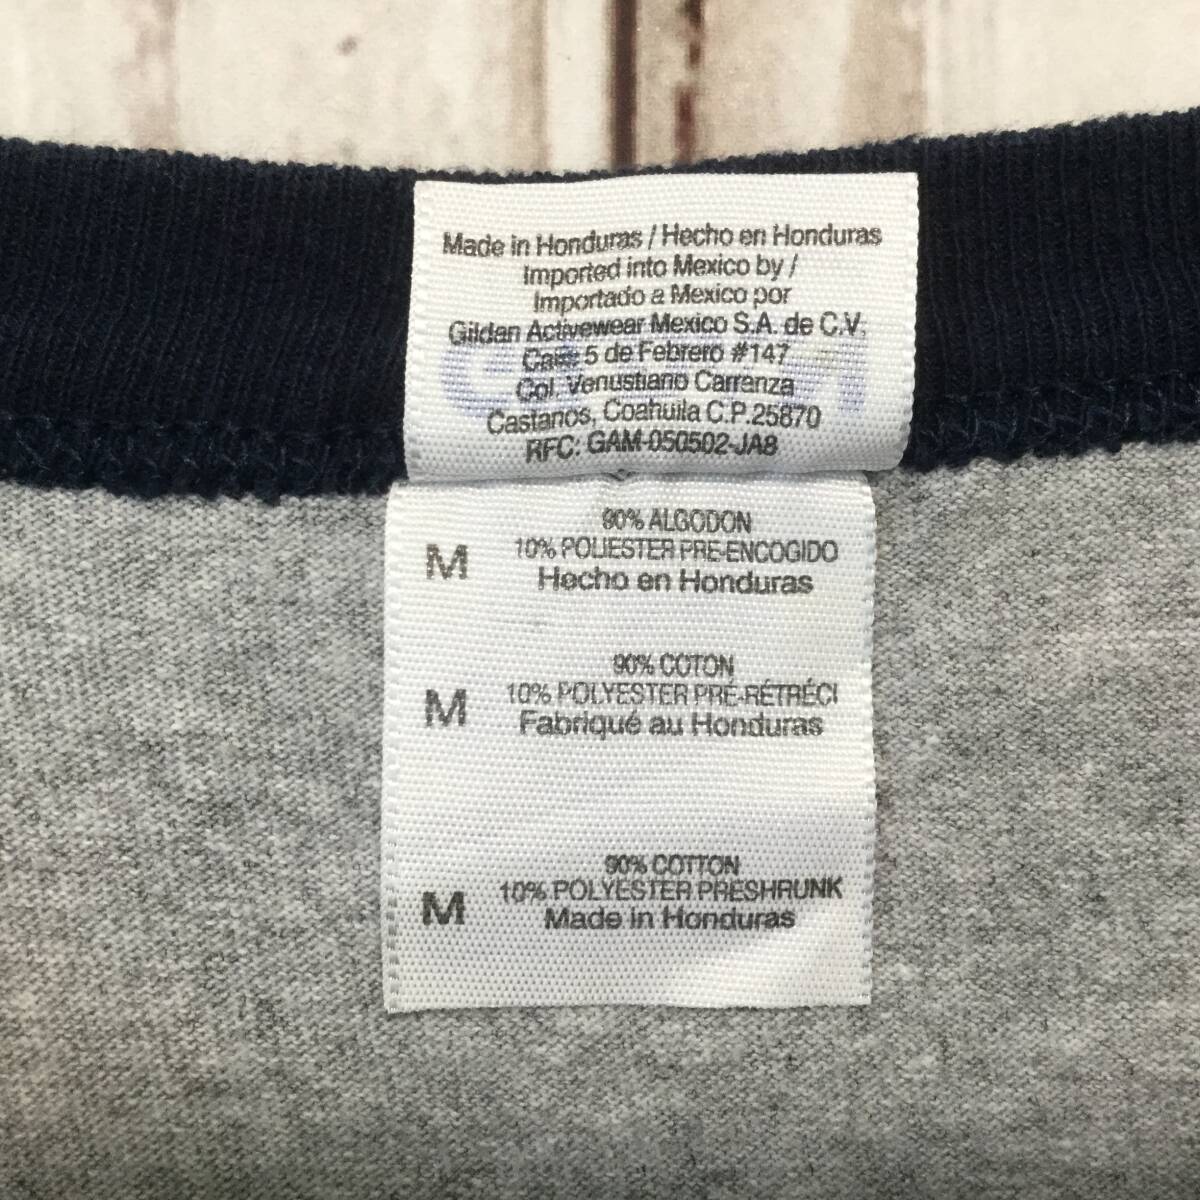 Made in Honduras / Hecho en Honduras
Imported into Mexico by /
Importado a Mexico por
Gildan Activewear Mexico S.A. de C.V.
Calle 5 de Febrero #147
Col. Venustiano Carranza
Castanos, Coahuila C.P. 25870
RFC: GAM-050502-JA8
90% ALGODON
M 10% POLIESTER PRE-ENCOGIDO
Hecho en Honduras
90% COTON
M 10% POLYESTER PRÉ-RÉTRÉCI
Fabriqué au Honduras
90% COTTON
M 10% POLYESTER PRESHRUNK
Made in Honduras